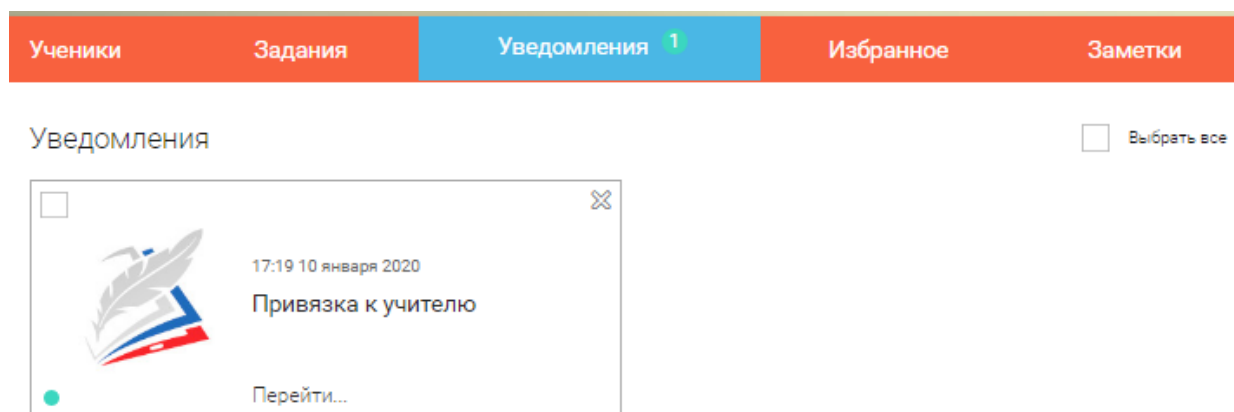 Ученики Задания Уведомления 1 Избранное Заметки
Уведомления Выбрать все
17:19 10 января 2020
Привязка к учителю
Перейти...